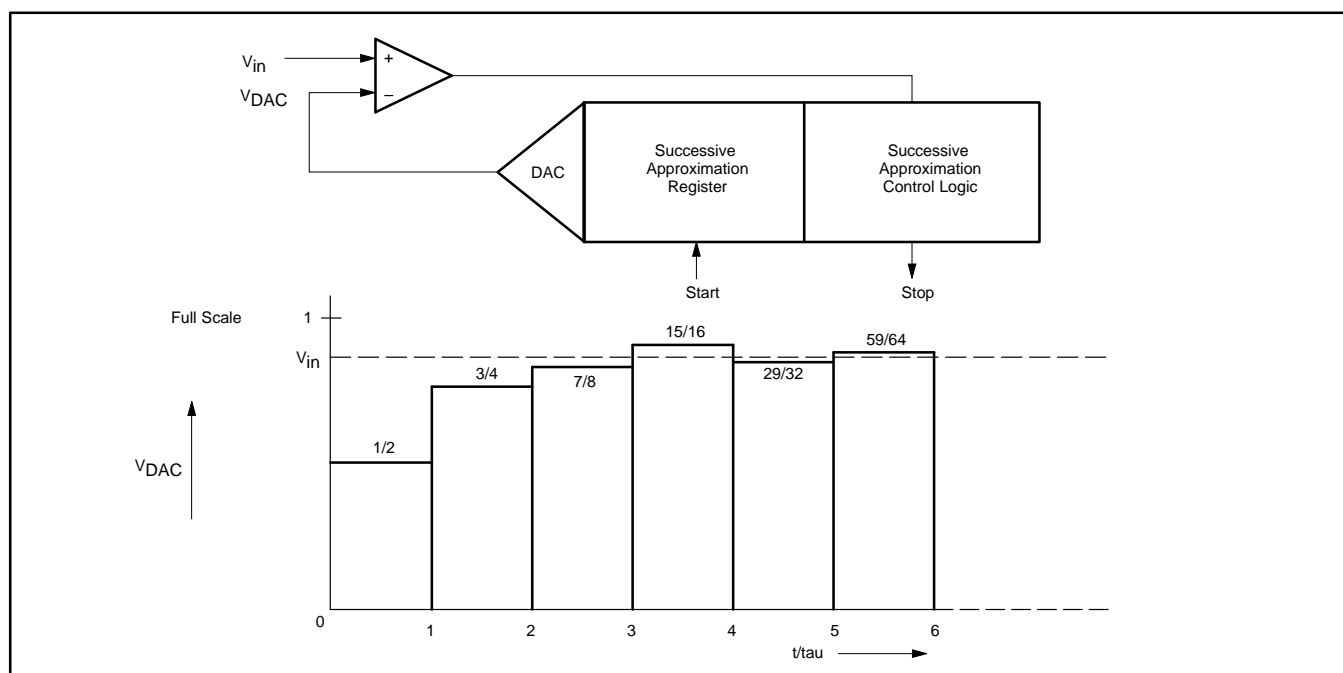 Vin
VDAC
+
–
DAC
Successive
Approximation
Register
Successive
Approximation
Control Logic
Start
Stop
Full Scale
1
Vin
VDAC
1/2
3/4
7/8
15/16
29/32
59/64
0
1
2
3
4
5
6
t/tau